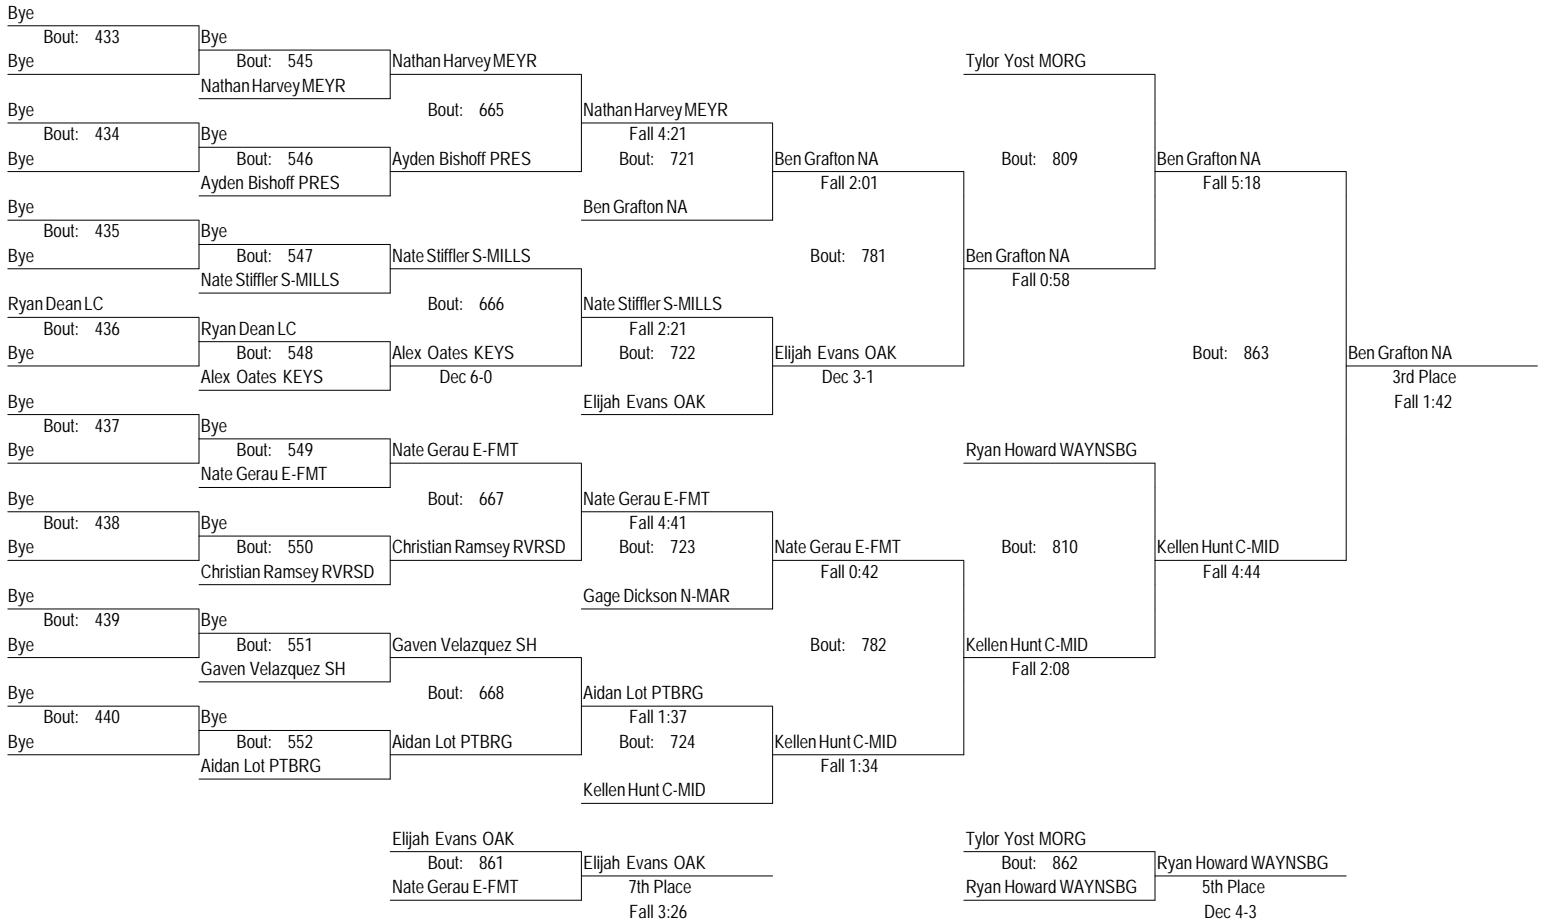 Bye
Bout: 433
Bye
Bye
Bout: 545
Nathan Harvey MEYR
Nathan Harvey MEYR
Tylor Yost MORG
Bye
Bout: 434
Bye
Bye
Bout: 546
Ayden Bishoff PRES
Bout: 665
Ayden Bishoff PRES
Nathan Harvey MEYR
Fall 4:21
Bout: 721
Ben Grafton NA
Ben Grafton NA
Fall 2:01
Bout: 809
Ben Grafton NA
Fall 5:18
Bye
Bout: 435
Bye
Bye
Bout: 547
Nate Stiffler S-MILLS
Nate Stiffler S-MILLS
Bout: 781
Ben Grafton NA
Fall 0:58
Ryan Dean LC
Bout: 436
Bye
Ryan Dean LC
Bout: 548
Alex Oates KEYS
Bout: 666
Alex Oates KEYS
Dec 6-0
Nate Stiffler S-MILLS
Fall 2:21
Bout: 722
Elijah Evans OAK
Elijah Evans OAK
Dec 3-1
Bout: 863
Ben Grafton NA
3rd Place
Fall 1:42
Bye
Bout: 437
Bye
Bye
Bout: 549
Nate Gerau E-FMT
Nate Gerau E-FMT
Ryan Howard WAYNSBG
Bye
Bout: 438
Bye
Bye
Bout: 550
Christian Ramsey RVRSD
Bout: 667
Christian Ramsey RVRSD
Nate Gerau E-FMT
Fall 4:41
Bout: 723
Gage Dickson N-MAR
Nate Gerau E-FMT
Fall 0:42
Bout: 810
Kellen Hunt C-MID
Fall 4:44
Bye
Bout: 439
Bye
Bye
Bout: 551
Gaven Velazquez SH
Gaven Velazquez SH
Bout: 782
Kellen Hunt C-MID
Fall 2:08
Bye
Bout: 440
Bye
Bye
Bout: 552
Aidan Lot PTBRG
Bout: 668
Aidan Lot PTBRG
Aidan Lot PTBRG
Fall 1:37
Bout: 724
Kellen Hunt C-MID
Kellen Hunt C-MID
Fall 1:34
Elijah Evans OAK
Bout: 861
Nate Gerau E-FMT
Elijah Evans OAK
7th Place
Fall 3:26
Tylor Yost MORG
Bout: 862
Ryan Howard WAYNSBG
Ryan Howard WAYNSBG
5th Place
Dec 4-3